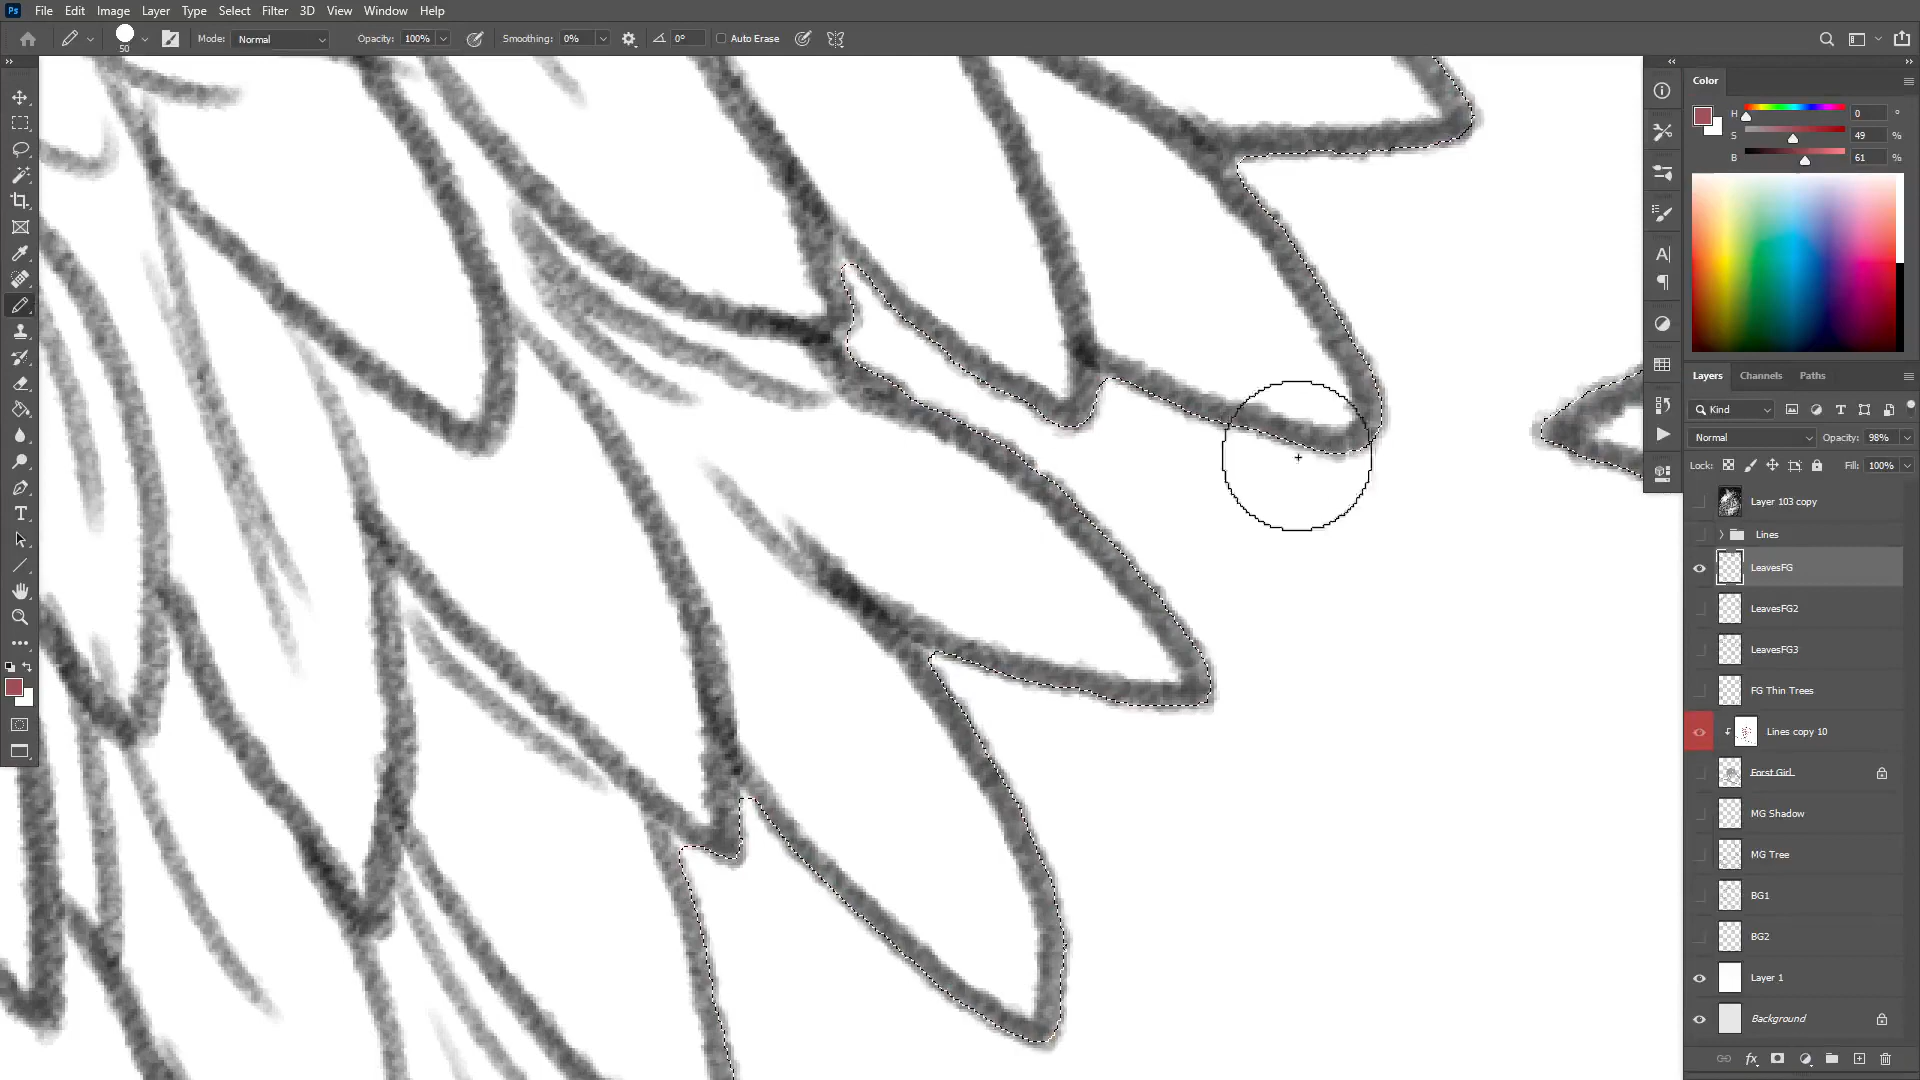 Ps File Edit Image Layer Type Select Filter 3D View Window Help
50 Mode: Normal Opacity: 100% Smoothing: 0% 0° Auto Erase
Color
H 0 °
S 49 %
B 61 %
Layers Channels Paths
Kind
Normal Opacity: 98%
Lock: Fill: 100%
Layer 103 copy
Lines
LeavesFG
LeavesFG2
LeavesFG3
FG Thin Trees
Lines copy 10
Forst Girl
MG Shadow
MG Tree
BG1
BG2
Layer 1
Background